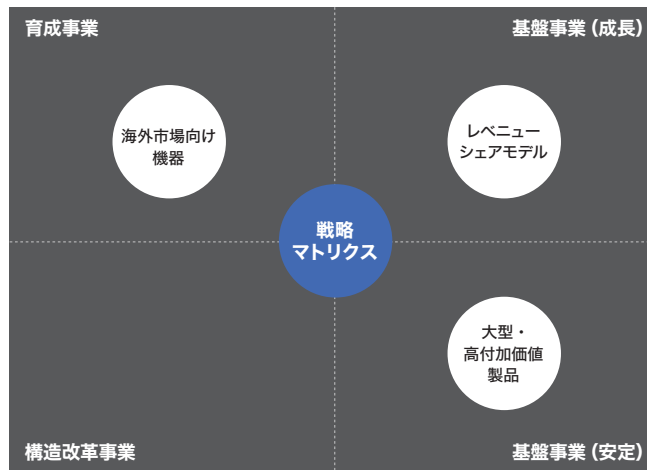 育成事業
基盤事業(成長)
海外市場向け
機器
レベニュー
シェアモデル
戦略
マトリクス
大型・
高付加価値
製品
構造改革事業
基盤事業(安定)